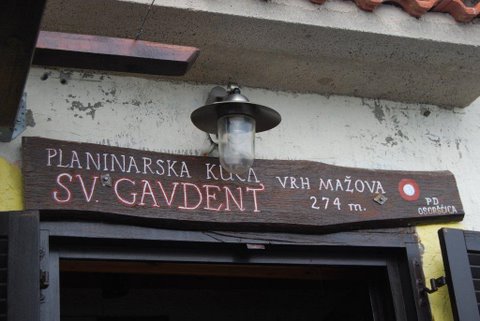 PLANINARSKA KUĆA
SV. GAVDENT
VRH MAŽOVA
274 m.
PD
OSORŠČICA